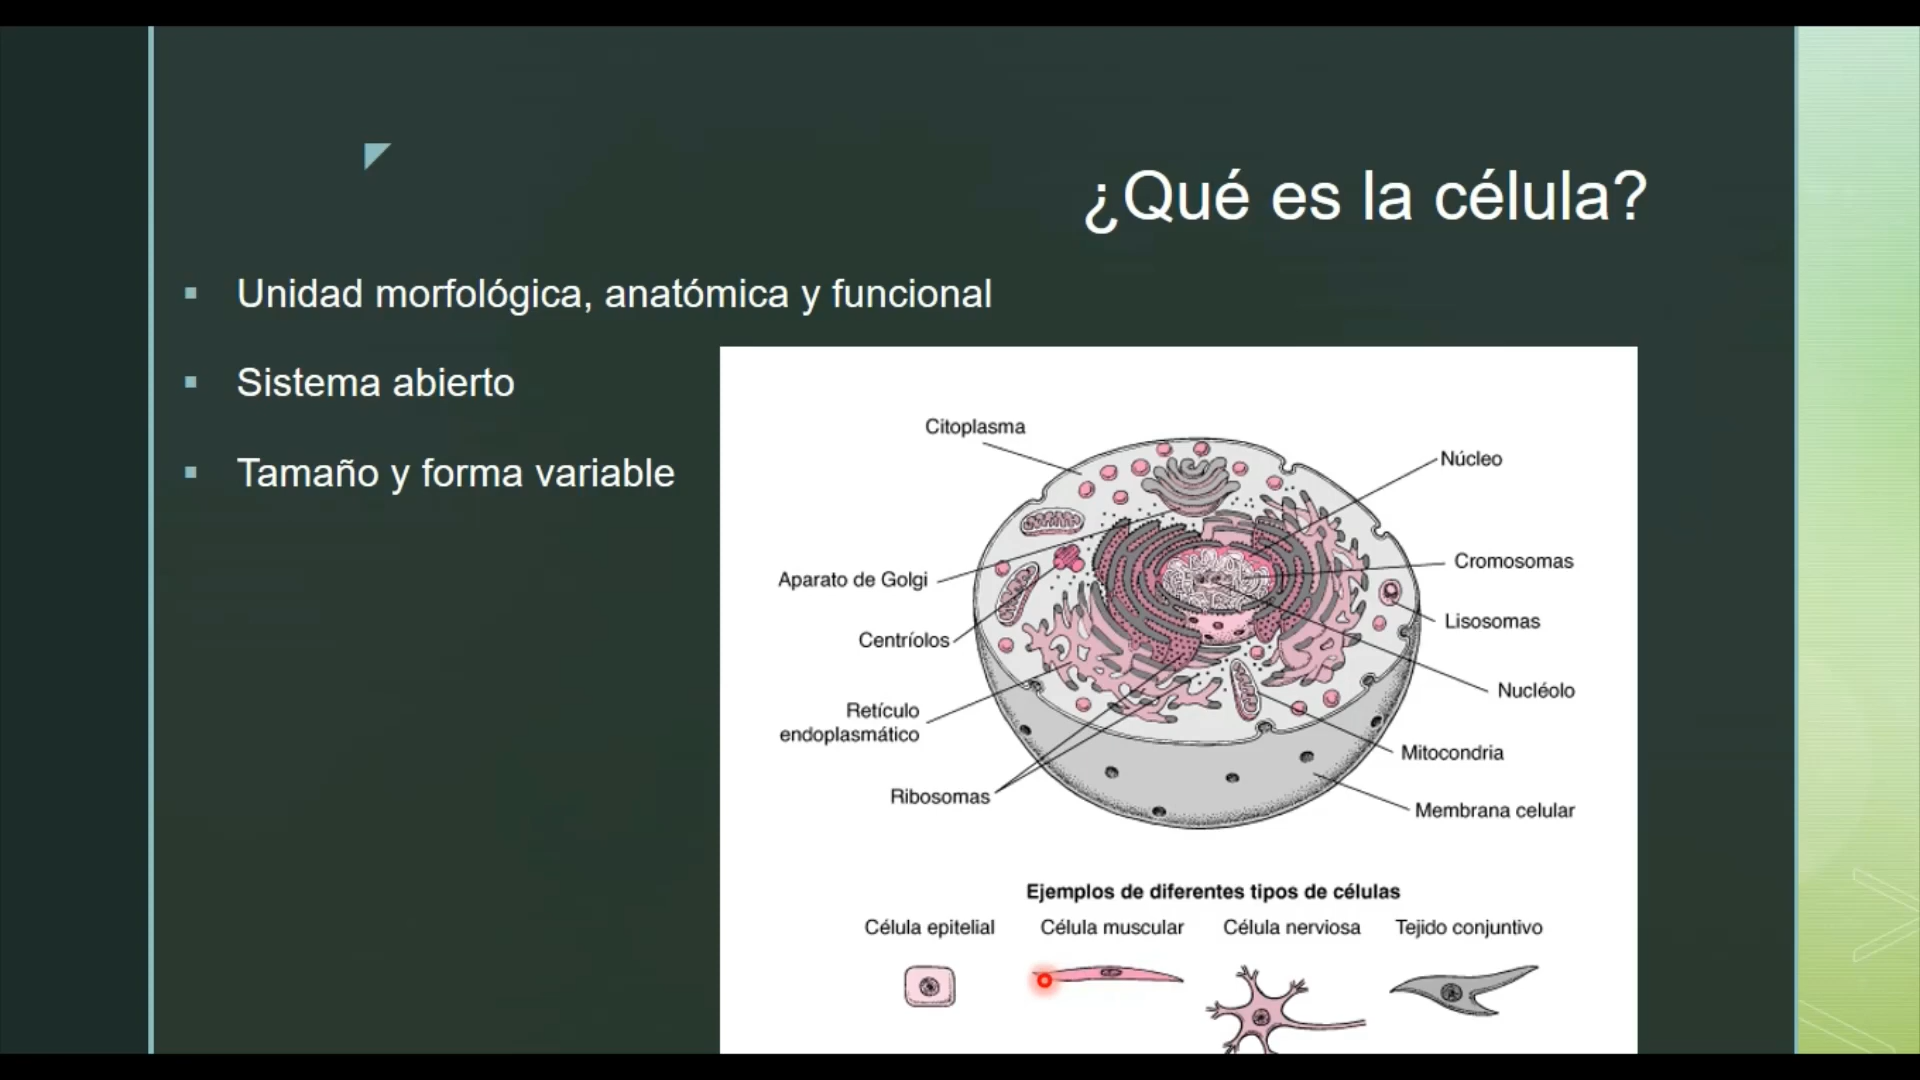 ¿Qué es la célula?
▪ Unidad morfológica, anatómica y funcional
▪ Sistema abierto
▪ Tamaño y forma variable
Citoplasma
Núcleo
Cromosomas
Aparato de Golgi
Lisosomas
Centríolos
Nucléolo
Retículo
endoplasmático
Mitocondria
Ribosomas
Membrana celular
Ejemplos de diferentes tipos de células
Célula epitelial Célula muscular Célula nerviosa Tejido conjuntivo